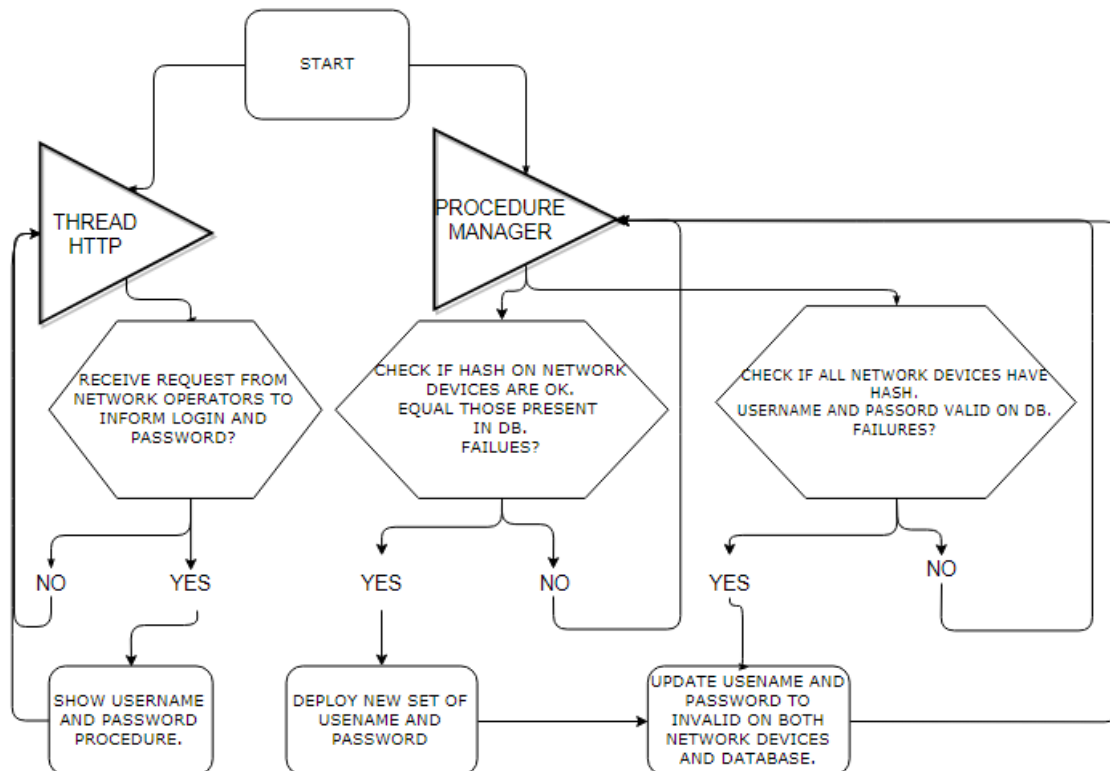 START
THREAD
HTTP
PROCEDURE
MANAGER
RECEIVE REQUEST FROM
NETWORK OPERATORS TO
INFORM LOGIN AND
PASSWORD?
CHECK IF HASH ON NETWORK
DEVICES ARE OK.
EQUAL THOSE PRESENT
IN DB.
FAILUES?
CHECK IF ALL NETWORK DEVICES HAVE
HASH.
USERNAME AND PASSORD VALID ON DB.
FAILURES?
NO
YES
YES
NO
YES
NO
SHOW USERNAME
AND PASSWORD
PROCEDURE.
DEPLOY NEW SET OF
USENAME AND
PASSWORD
UPDATE USENAME AND
PASSWORD TO
INVALID ON BOTH
NETWORK DEVICES
AND DATABASE.